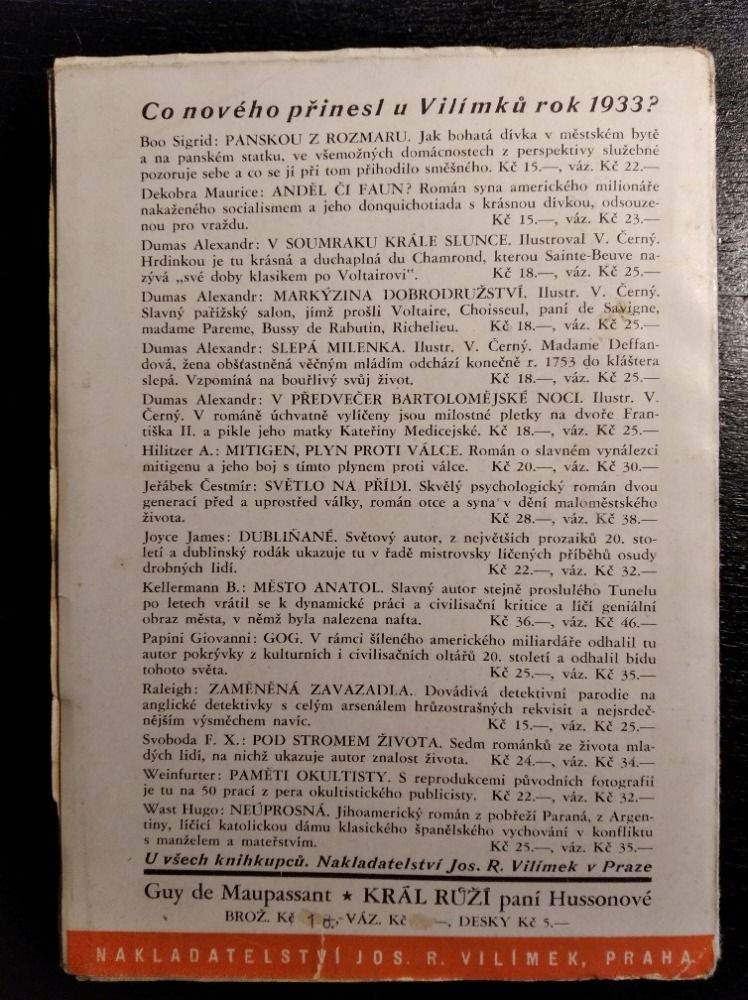 Co nového přinesl u Vilímků rok 1933?
Boo Sigrid: PANSKOU Z ROZMARU. Jak bohatá dívka v městském bytě
a na panském statku, ve všemožných domácnostech z perspektivy služebné
pozoruje sebe a co se jí při tom přihodilo směšného. Kč 15.—, váz. Kč 22.—
Dekobra Maurice: ANDĚL ČI FAUN? Román syna amerického milionáře
nakaženého socialismem a jeho donquichotiada s krásnou dívkou, odsouze-
nou pro vraždu. Kč 15.—, váz. Kč 23.—
Dumas Alexandr: V SOUMRAKU KRÁLE SLUNCE. Ilustroval V. Černý.
Hrdinkou je tu krásná a duchaplná du Chamrond, kterou Sainte-Beuve na-
zývá „své doby klasikem po Voltairovi". Kč 18.—, váz. Kč 25.—
Dumas Alexandr: MARKÝZINA DOBRODRUŽSTVÍ. Ilustr. V. Černý.
Slavný pařížský salon, jímž prošli Voltaire, Choisseul, paní de Savigne,
madame Pareme, Bussy de Rabutin, Richelieu. Kč 18.—, váz. Kč 25.—
Dumas Alexandr: SLEPÁ MILENKA. Ilustr. V. Černý. Madame Deffan-
dová, žena obšťastněná věčným mládím odchází konečně r. 1753 do kláštera
slepá. Vzpomíná na bouřlivý svůj život. Kč 18.—, váz. Kč 25.—
Dumas Alexandr: V PŘEDVEČER BARTOLOMĚJSKÉ NOCI. Ilustr. V.
Černý. V románě úchvatně vylíčeny jsou milostné pletky na dvoře Fran-
tiška II. a pikle jeho matky Kateřiny Medicejské. Kč 18.—, váz. Kč 25.—
Hilitzer A.: MITIGEN, PLYN PROTI VÁLCE. Román o slavném vynálezci
mitigenu a jeho boj s tímto plynem proti válce. Kč 20.—, váz. Kč 30.—
Jeřábek Čestmír: SVĚTLO NA PŘÍDI. Skvělý psychologický román dvou
generací před a uprostřed války, román otce a syna v dění maloměstského
života. Kč 28.—, váz. Kč 38.—
Joyce James: DUBLIŇANÉ. Světový autor, z největších prozaiků 20. sto-
letí a dublinský rodák ukazuje tu v řadě mistrovsky líčených příběhů osudy
drobných lidí. Kč 22.—, váz. Kč 32.—
Kellermann B.: MĚSTO ANATOL. Slavný autor stejně proslulého Tunelu
po letech vrátil se k dynamické práci a civilisační kritice a líčí geniální
obraz města, v němž byla nalezena nafta. Kč 36.—, váz. Kč 46.—
Papini Giovanni: GOG. V rámci šíleného amerického miliardáře odhalil tu
autor pokrývky z kulturních i civilisačních oltářů 20. století a odhalil bídu
tohoto světa. Kč 25.—, váz. Kč 35.—
Raleigh: ZAMĚNĚNÁ ZAVAZADLA. Dovádivá detektivní parodie na
anglické detektivky s celým arsenálem hrůzostrašných rekvisit a nejsrdeč-
nějším výsměchem navíc. Kč 15.—, váz. Kč 25.—
Svoboda F. X.: POD STROMEM ŽIVOTA. Sedm románků ze života mla-
dých lidí, na nichž ukazuje autor znalost života. Kč 24.—, váz. Kč 34.—
Weinfurter: PAMĚTI OKULTISTY. S reprodukcemi původních fotografií
je tu na 50 prací z pera okultistického publicisty. Kč 22.—, váz. Kč 32.—
Wast Hugo: NEÚPROSNÁ. Jihoamerický román z pobřeží Paraná, z Argen-
tiny, líčící katolickou dámu klasického španělského vychování v konfliktu
s manželem a mateřstvím. Kč 25.—, váz. Kč 35.—
U všech knihkupců. Nakladatelství Jos. R. Vilímek v Praze
Guy de Maupassant ★ KRÁL RŮŽÍ paní Hussonové
BROŽ. Kč 18.- VÁZ. Kč —, DESKY Kč 5.—
NAKLADATELSTVÍ JOS. R. VILÍMEK, PRAHA